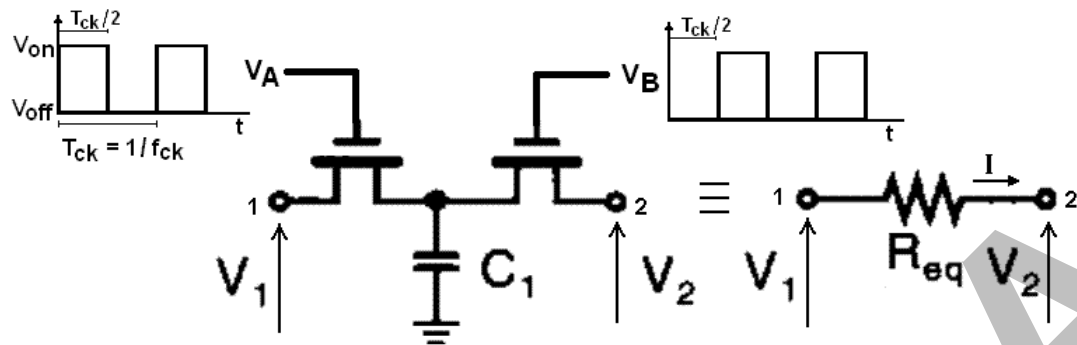 Tck/2
Von
Voff
t
Tck = 1/fck
VA
VB
Tck/2
t
1
2
≡
1
I
2
V1
C1
V2
V1
Req
V2